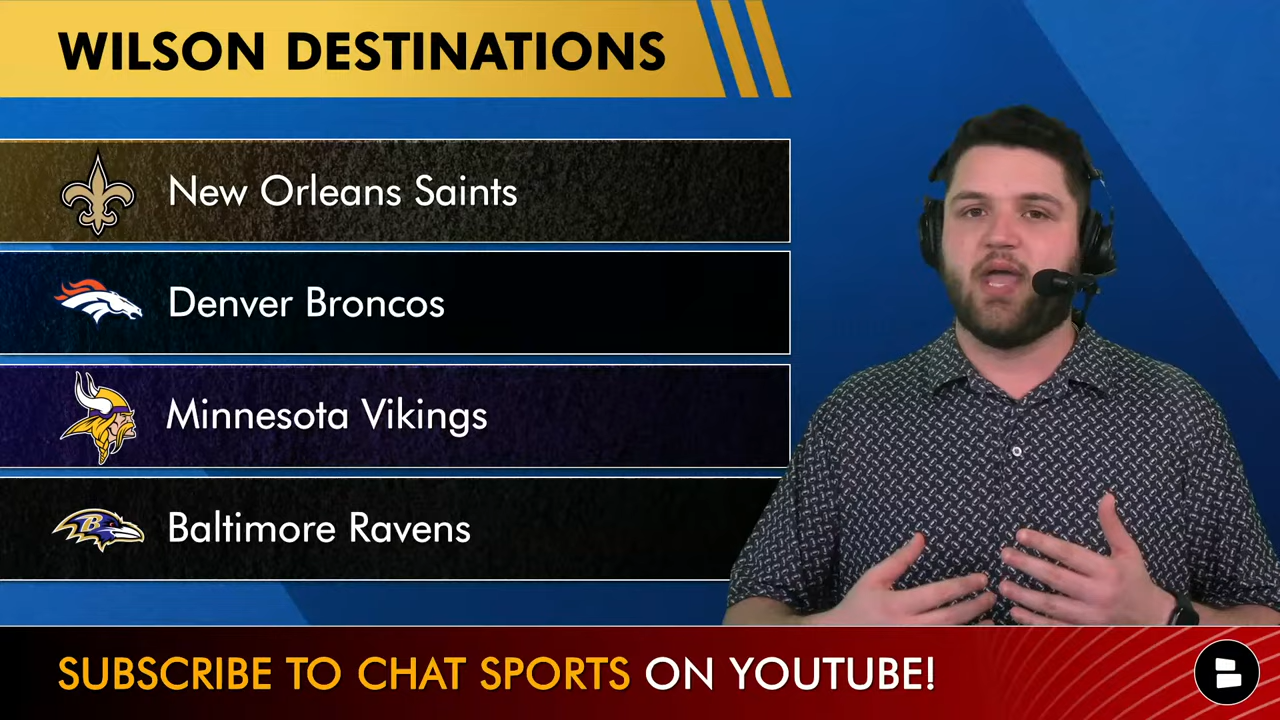 WILSON DESTINATIONS
New Orleans Saints
Denver Broncos
Minnesota Vikings
Baltimore Ravens
SUBSCRIBE TO CHAT SPORTS ON YOUTUBE!